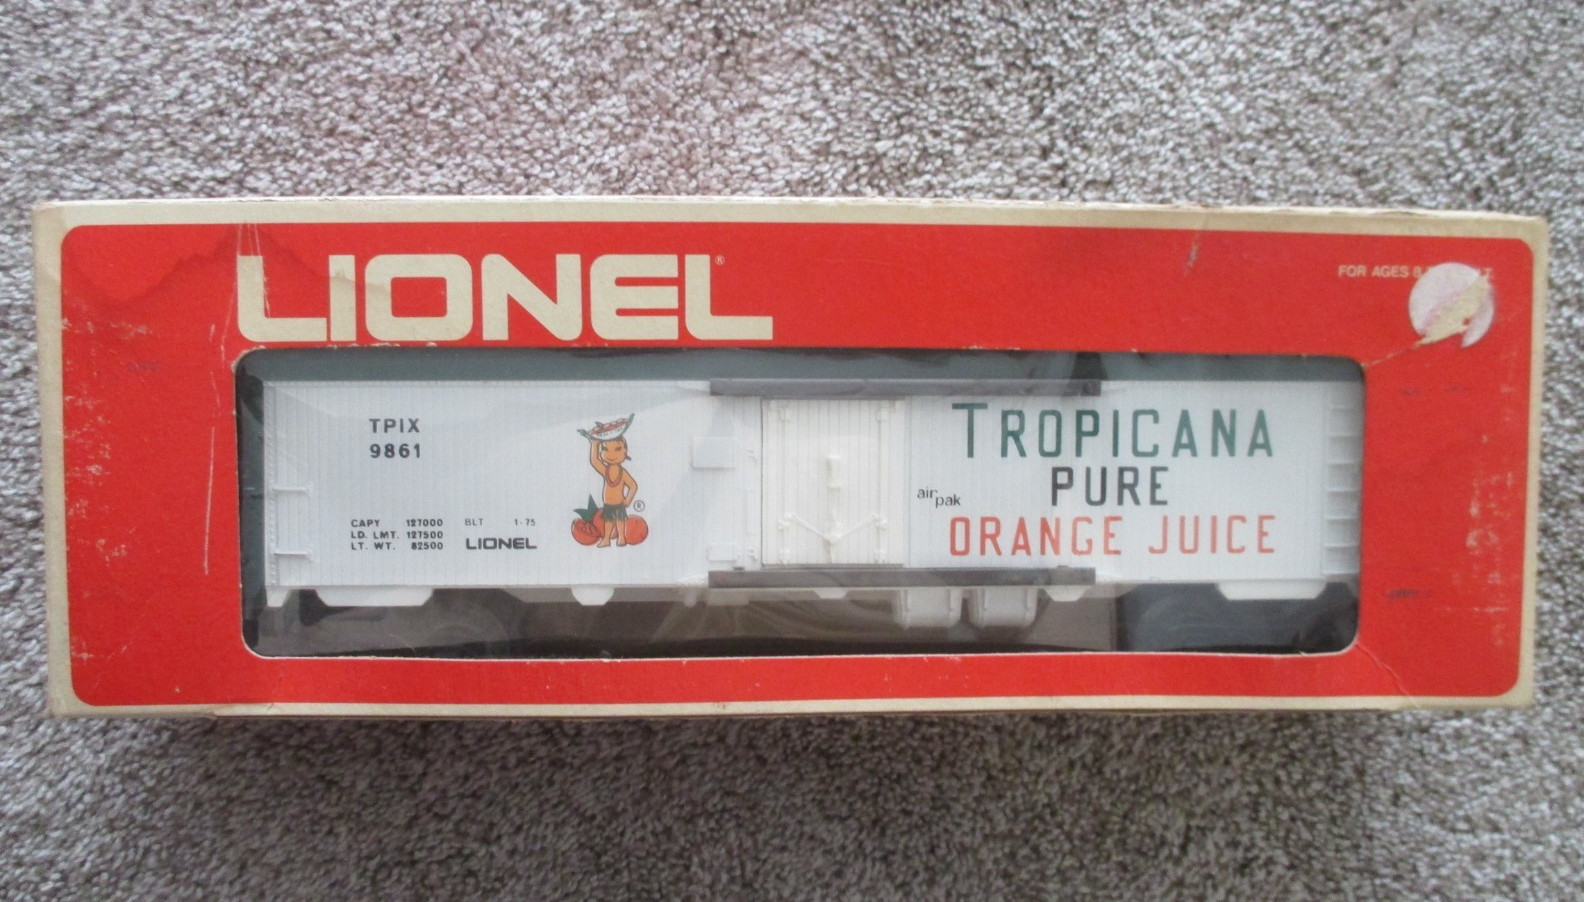 LIONEL®
FOR AGES 8
TPIX
9861
CAPY 127000
LD. LMT. 127500
LT. WT. 82500
BLT 1-75
LIONEL
®
air pak
TROPICANA
PURE
ORANGE JUICE